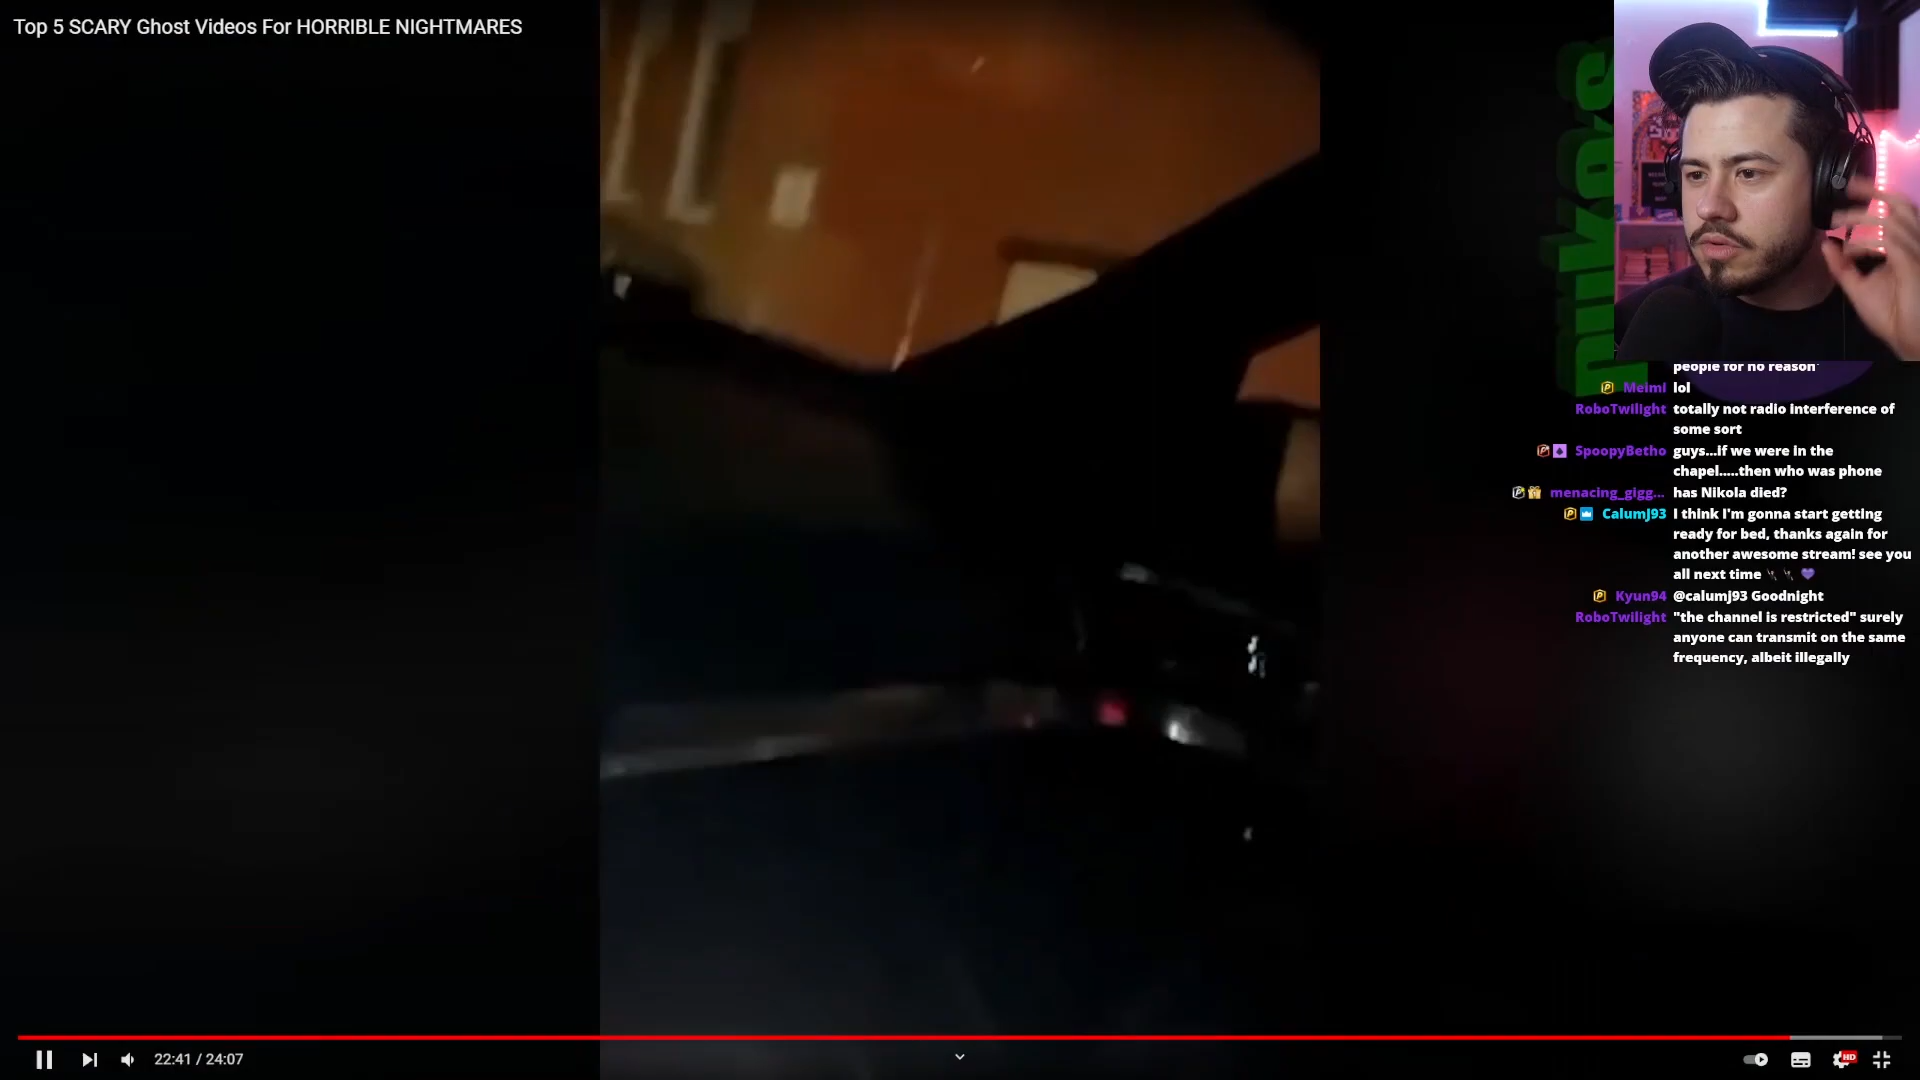 Top 5 SCARY Ghost Videos For HORRIBLE NIGHTMARES
people for no reason"
Meimi lol
RoboTwilight totally not radio interference of
some sort
SpoopyBetho guys...if we were in the
chapel.....then who was phone
menacing_gigg... has Nikola died?
CalumJ93 I think I'm gonna start getting
ready for bed, thanks again for
another awesome stream! see you
all next time
Kyun94 @calumj93 Goodnight
RoboTwilight "the channel is restricted" surely
anyone can transmit on the same
frequency, albeit illegally
22:41 / 24:07
HD